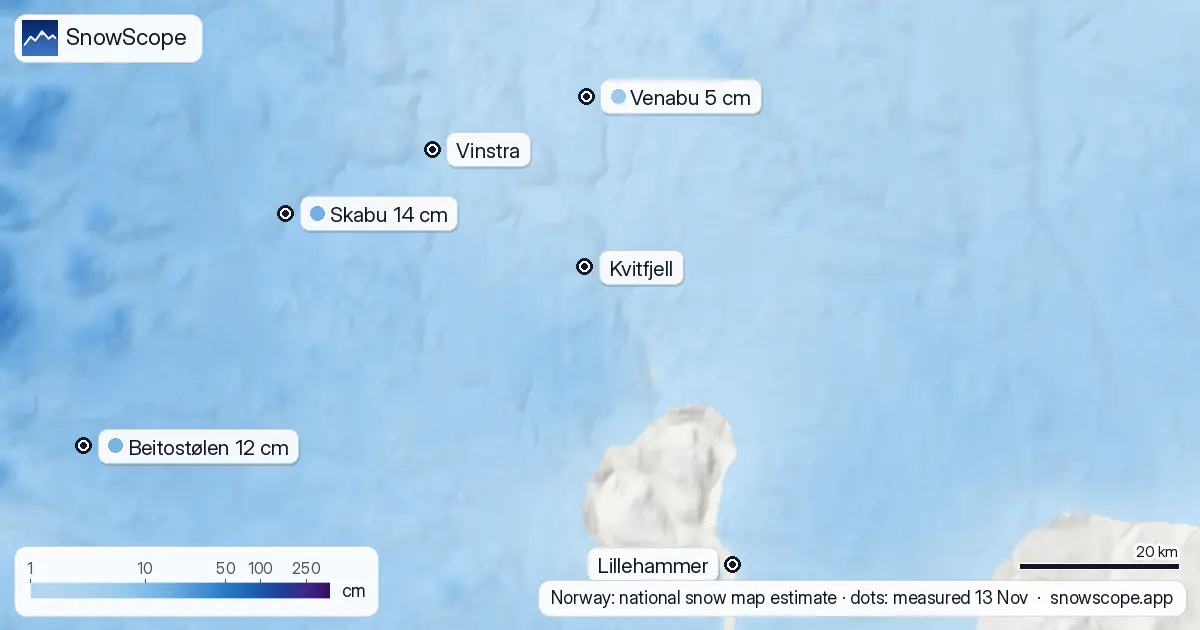 SnowScope
Venabu 5 cm
Vinstra
Skabu 14 cm
Kvitfjell
Beitostølen 12 cm
Lillehammer
20 km
1 10 50 100 250
cm
Norway: national snow map estimate · dots: measured 13 Nov · snowscope.app